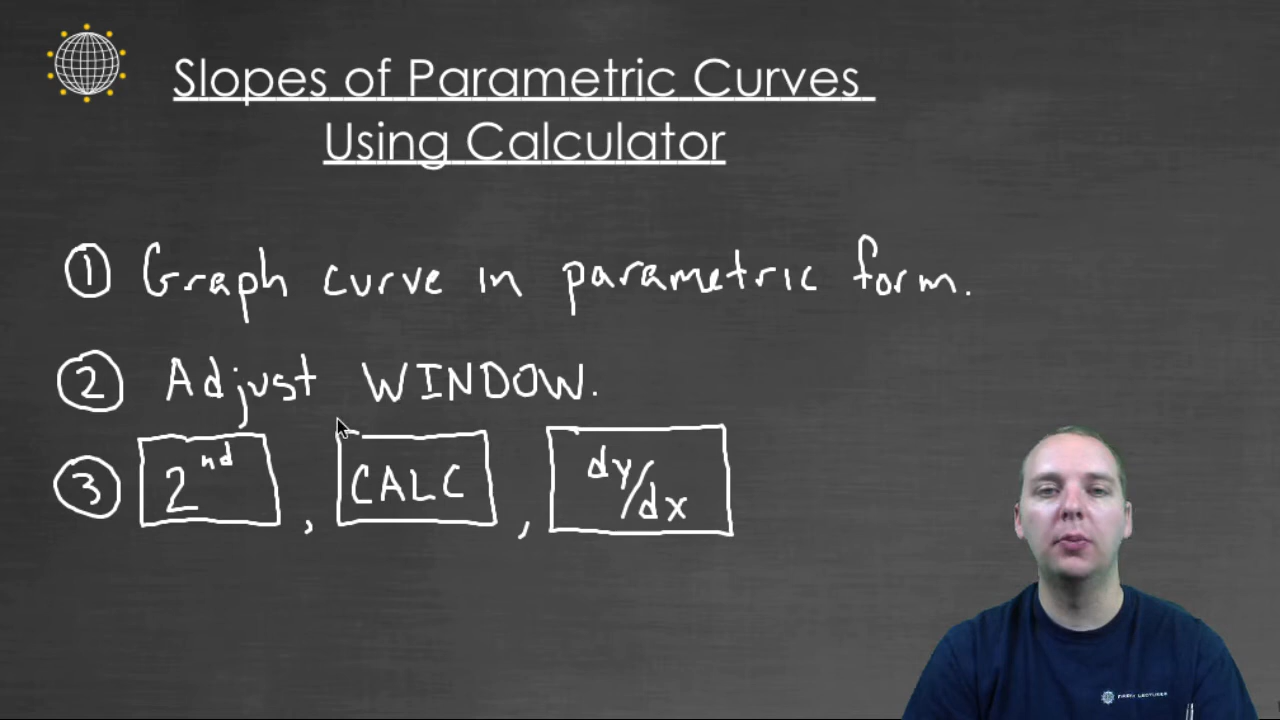 Slopes of Parametric Curves
Using Calculator
① Graph curve in parametric form.
② Adjust WINDOW.
③ 2nd , CALC , dy/dx